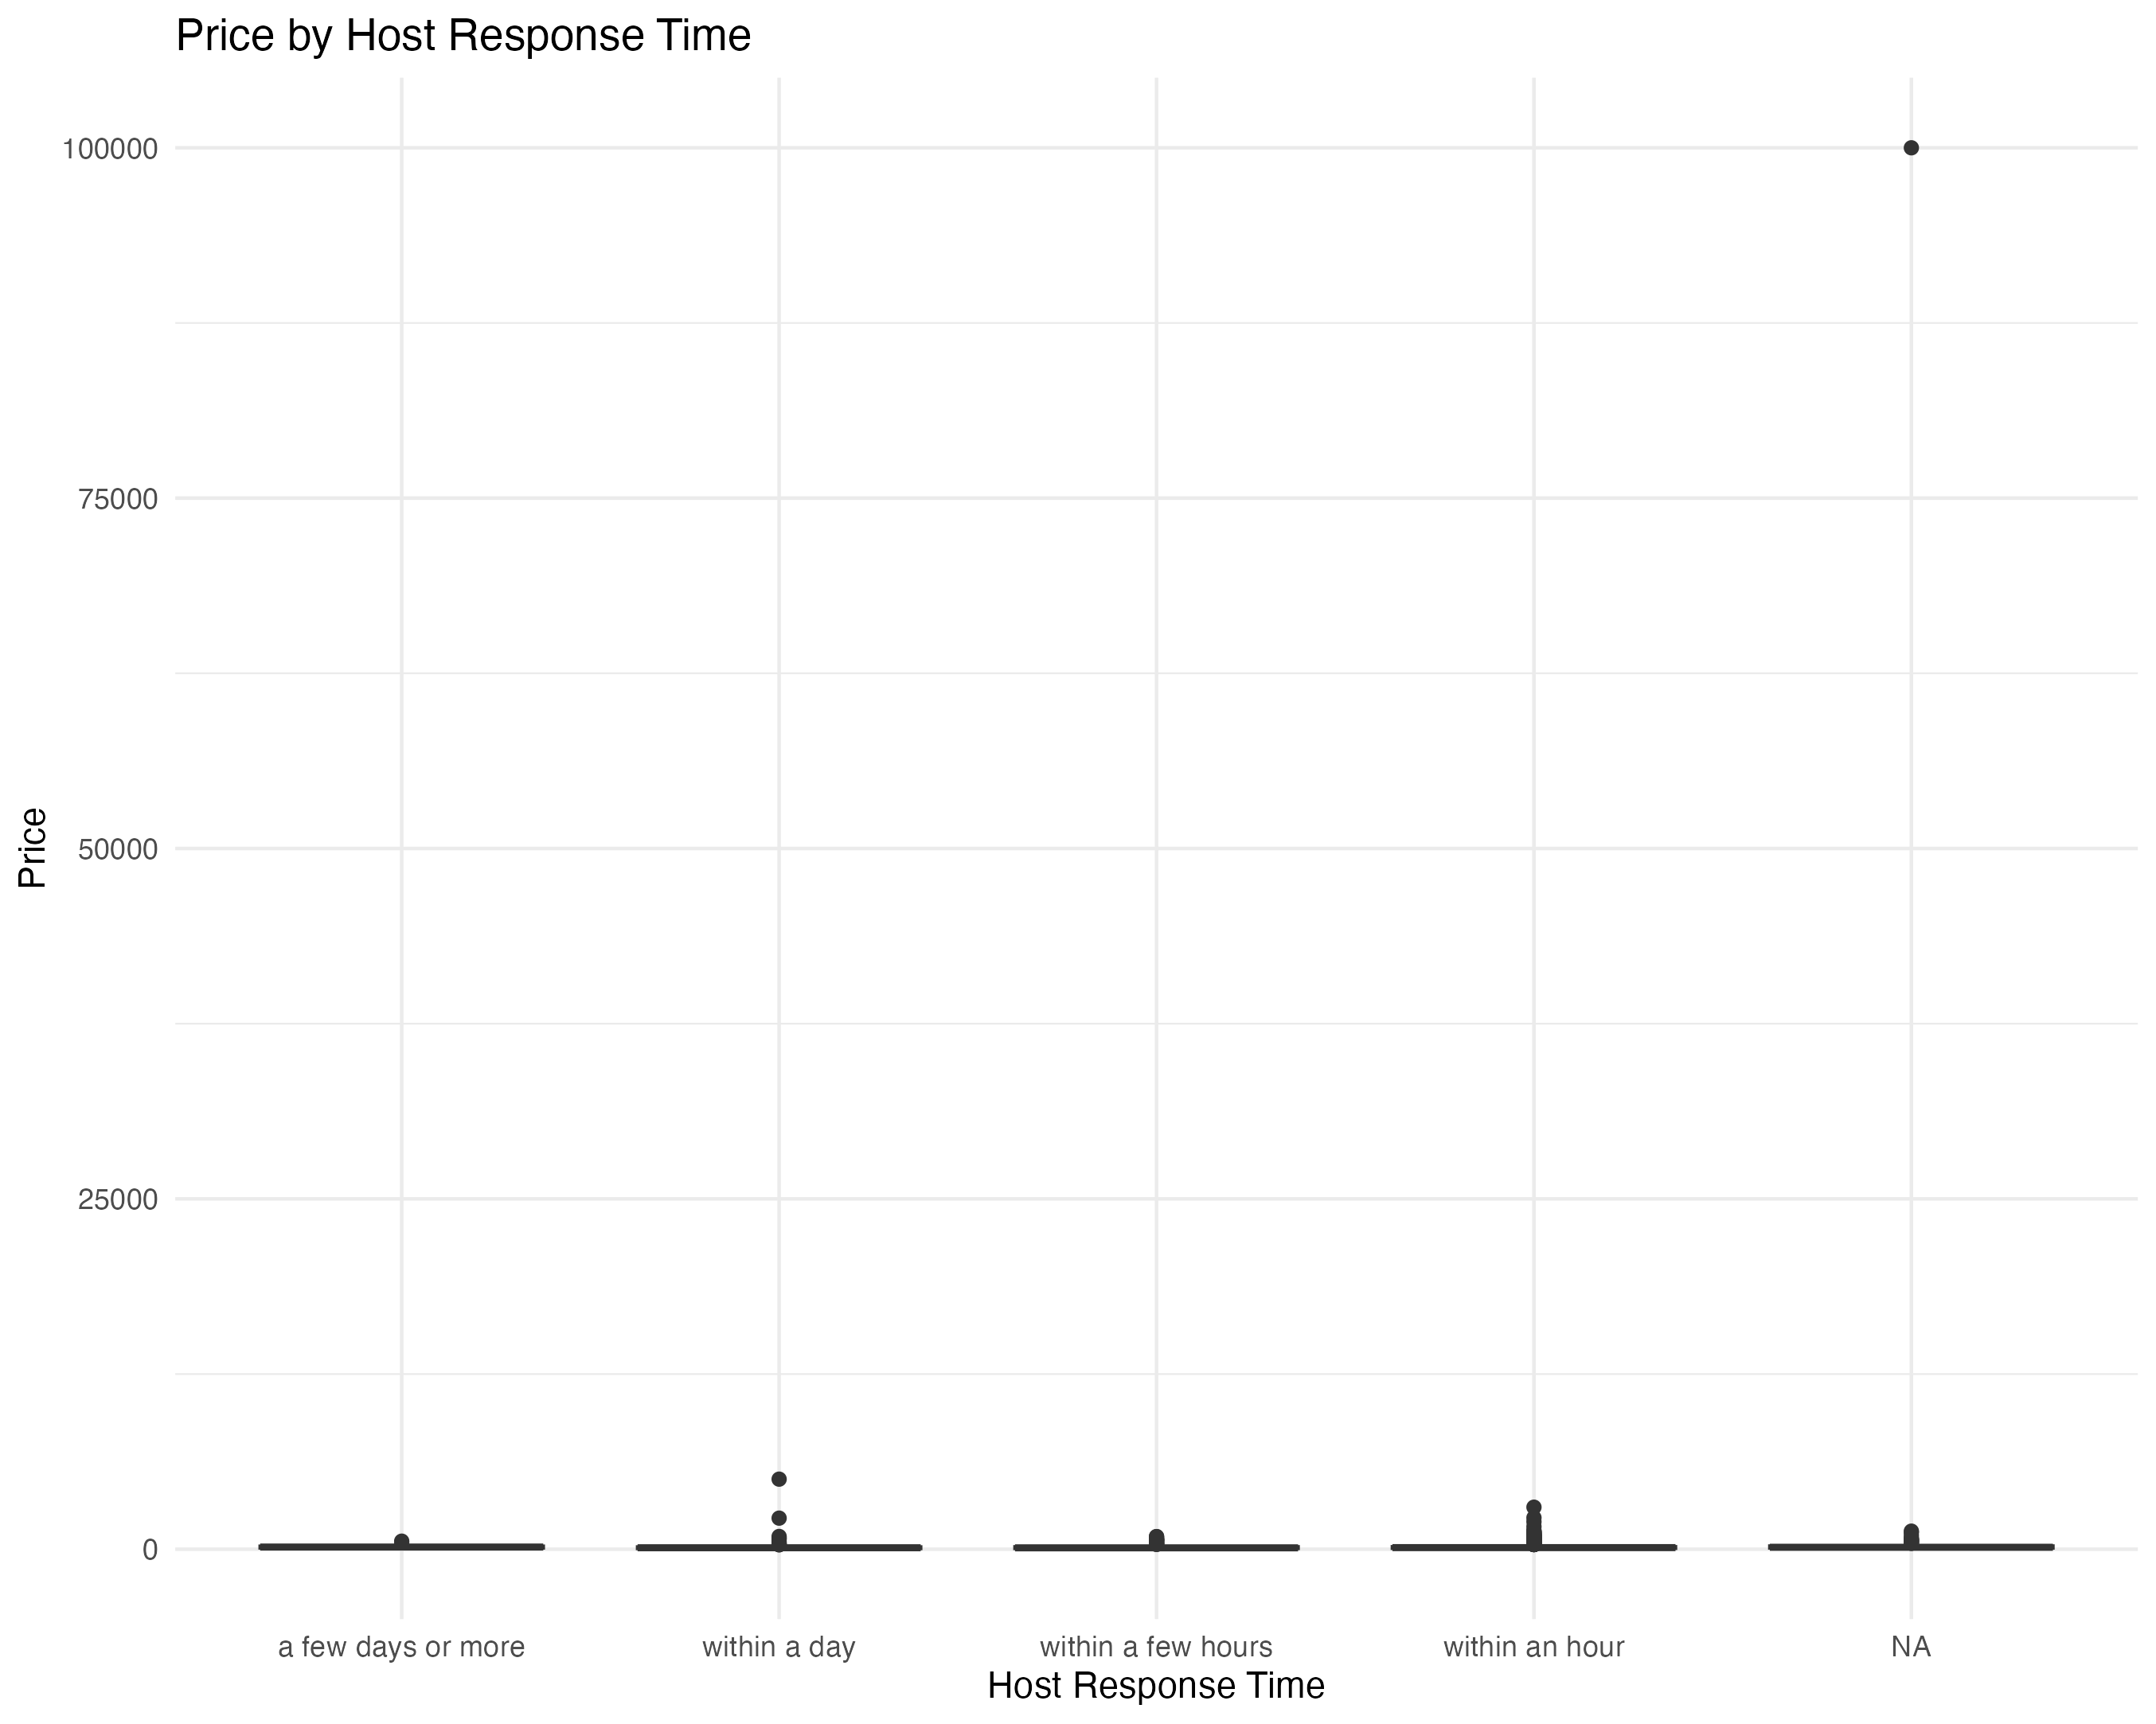 Price by Host Response Time
100000
75000
50000
25000
0
Price
a few days or more
within a day
within a few hours
within an hour
NA
Host Response Time